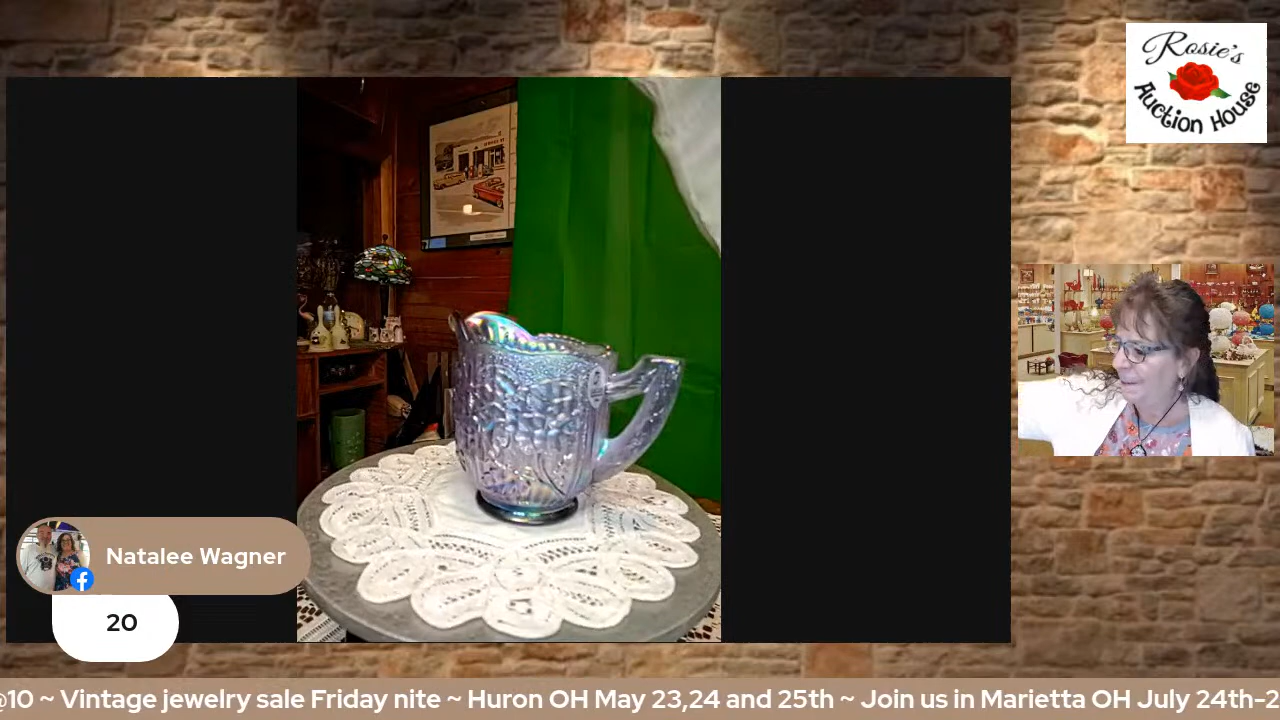 Rosie's
Auction House
Natalee Wagner
20
@10 ~ Vintage jewelry sale Friday nite ~ Huron OH May 23,24 and 25th ~ Join us in Marietta OH July 24th-2